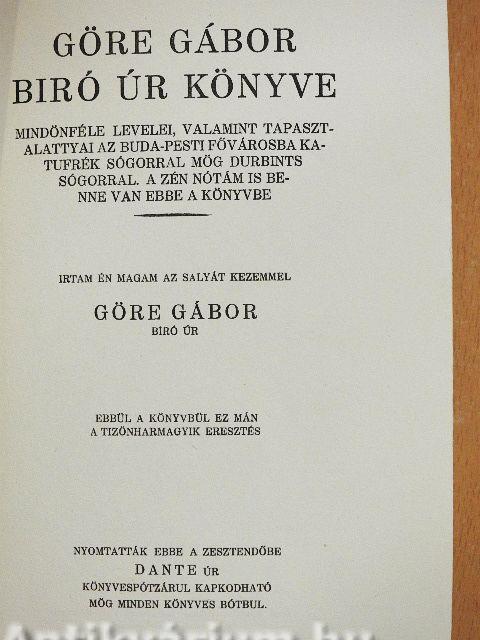 GÖRE GÁBOR
BIRÓ ÚR KÖNYVE
MINDÖNFÉLE LEVELEI, VALAMINT TAPASZT-
ALATTYAI AZ BUDA-PESTI FŐVÁROSBA KA-
TUFRÉK SÓGORRAL MÖG DURBINTS
SÓGORRAL. A ZÉN NÓTÁM IS BE-
NNE VAN EBBE A KÖNYVBE
IRTAM ÉN MAGAM AZ SALYÁT KEZEMMEL
GÖRE GÁBOR
BIRÓ ÚR
EBBÜL A KÖNYVBÜL EZ MÁN
A TIZÖNHARMAGYIK ERESZTÉS
NYOMTATTÁK EBBE A ZESZTENDŐBE
DANTE ÚR
KÖNYVESPÓTZÁRUL KAPKODHATÓ
MÖG MINDEN KÖNYVES BÓTBUL.
Antikvárium.hu